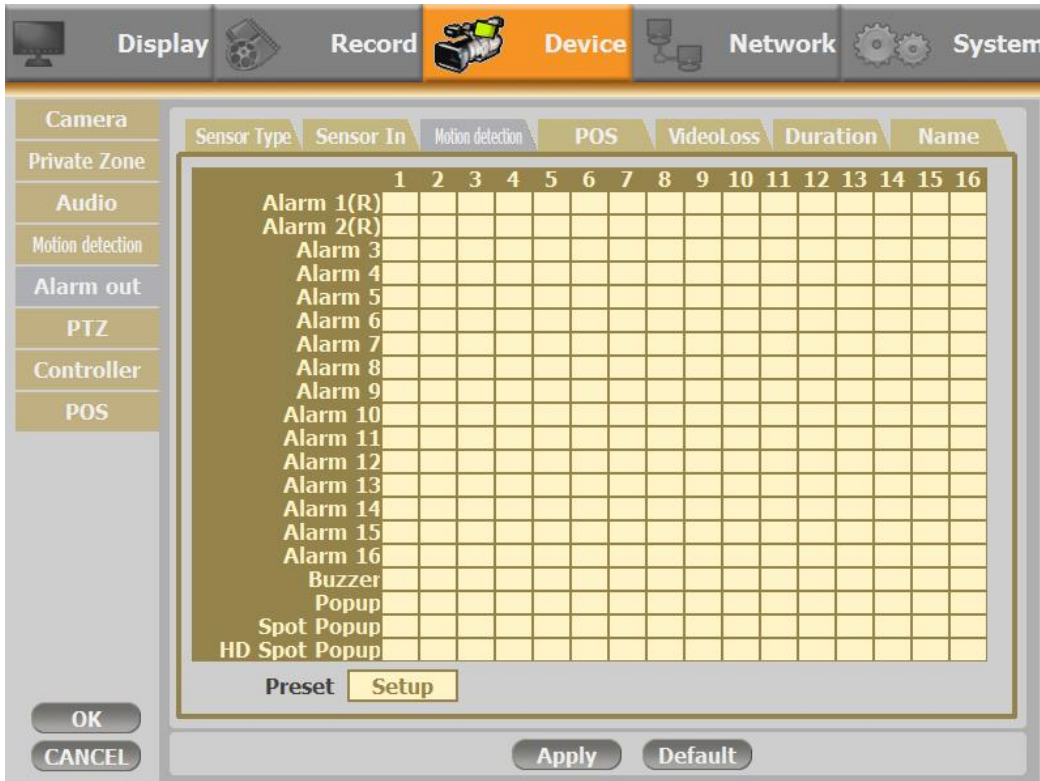 Display Record Device Network System
Camera
Private Zone
Audio
Motion detection
Alarm out
PTZ
Controller
POS
OK
CANCEL
Sensor Type Sensor In Motion detection POS VideoLoss Duration Name
1 2 3 4 5 6 7 8 9 10 11 12 13 14 15 16
Alarm 1(R)
Alarm 2(R)
Alarm 3
Alarm 4
Alarm 5
Alarm 6
Alarm 7
Alarm 8
Alarm 9
Alarm 10
Alarm 11
Alarm 12
Alarm 13
Alarm 14
Alarm 15
Alarm 16
Buzzer
Popup
Spot Popup
HD Spot Popup
Preset Setup
Apply Default